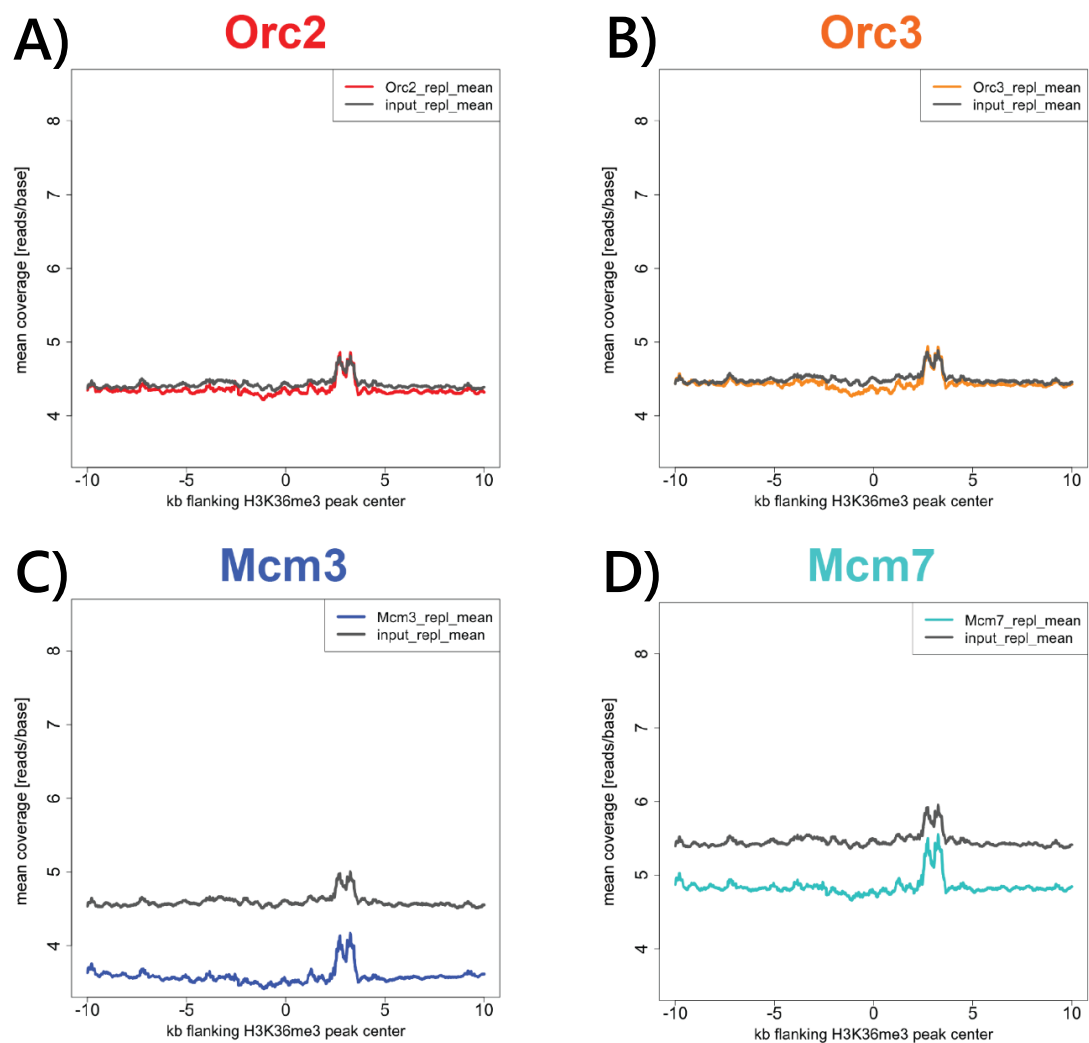 A) Orc2
Orc2_repl_mean
input_repl_mean
mean coverage [reads/base]
8
7
6
5
4
-10 -5 0 5 10
kb flanking H3K36me3 peak center
B) Orc3
Orc3_repl_mean
input_repl_mean
mean coverage [reads/base]
8
7
6
5
4
-10 -5 0 5 10
kb flanking H3K36me3 peak center
C) Mcm3
Mcm3_repl_mean
input_repl_mean
mean coverage [reads/base]
8
7
6
5
4
-10 -5 0 5 10
kb flanking H3K36me3 peak center
D) Mcm7
Mcm7_repl_mean
input_repl_mean
mean coverage [reads/base]
8
7
6
5
4
-10 -5 0 5 10
kb flanking H3K36me3 peak center